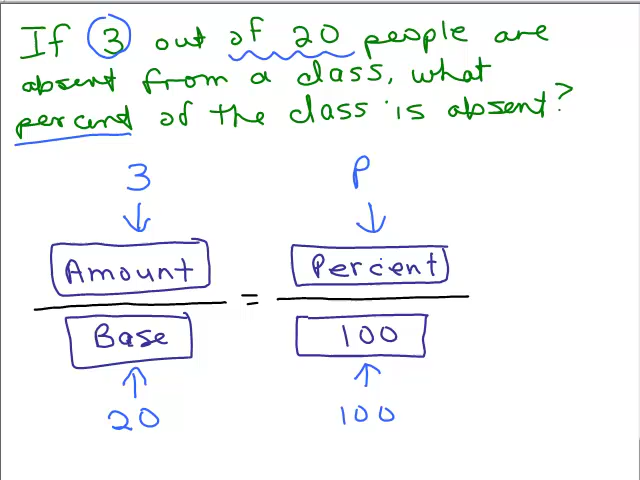 If 3 out of 20 people are
absent from a class, what
percent of the class is absent?
3 P
Amount = Percent
Base 100
20 100